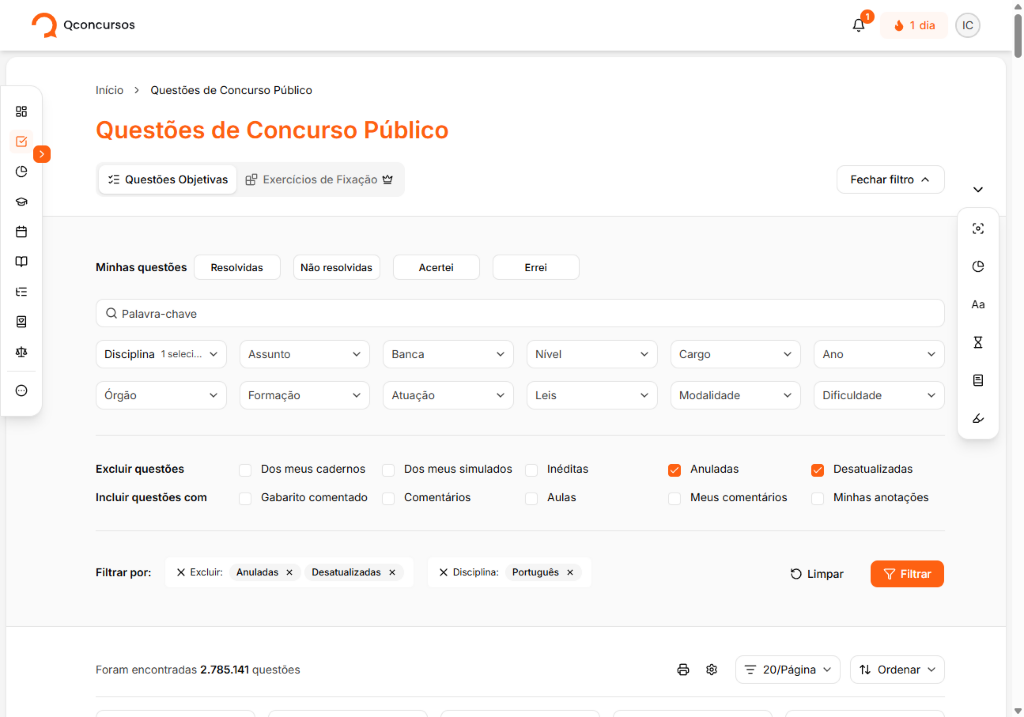 Qconcursos
1
1 dia
IC
Início > Questões de Concurso Público
Questões de Concurso Público
Questões Objetivas
Exercícios de Fixação
Fechar filtro
Aa
Minhas questões Resolvidas Não resolvidas Acertei Errei
Palavra-chave
Disciplina 1 seleci... Assunto Banca Nível Cargo Ano
Órgão Formação Atuação Leis Modalidade Dificuldade
Excluir questões Dos meus cadernos Dos meus simulados Inéditas Anuladas Desatualizadas
Incluir questões com Gabarito comentado Comentários Aulas Meus comentários Minhas anotações
Filtrar por: Excluir: Anuladas Desatualizadas Disciplina: Português Limpar Filtrar
Foram encontradas 2.785.141 questões 20/Página Ordenar